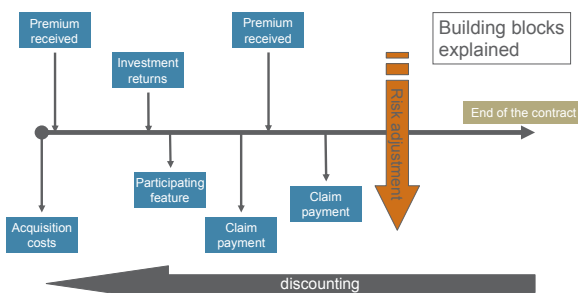 Premium
received
Premium
received
Building blocks
explained
Investment
returns
Risk adjustment
End of the contract
Participating
feature
Claim
payment
Acquisition
costs
Claim
payment
discounting